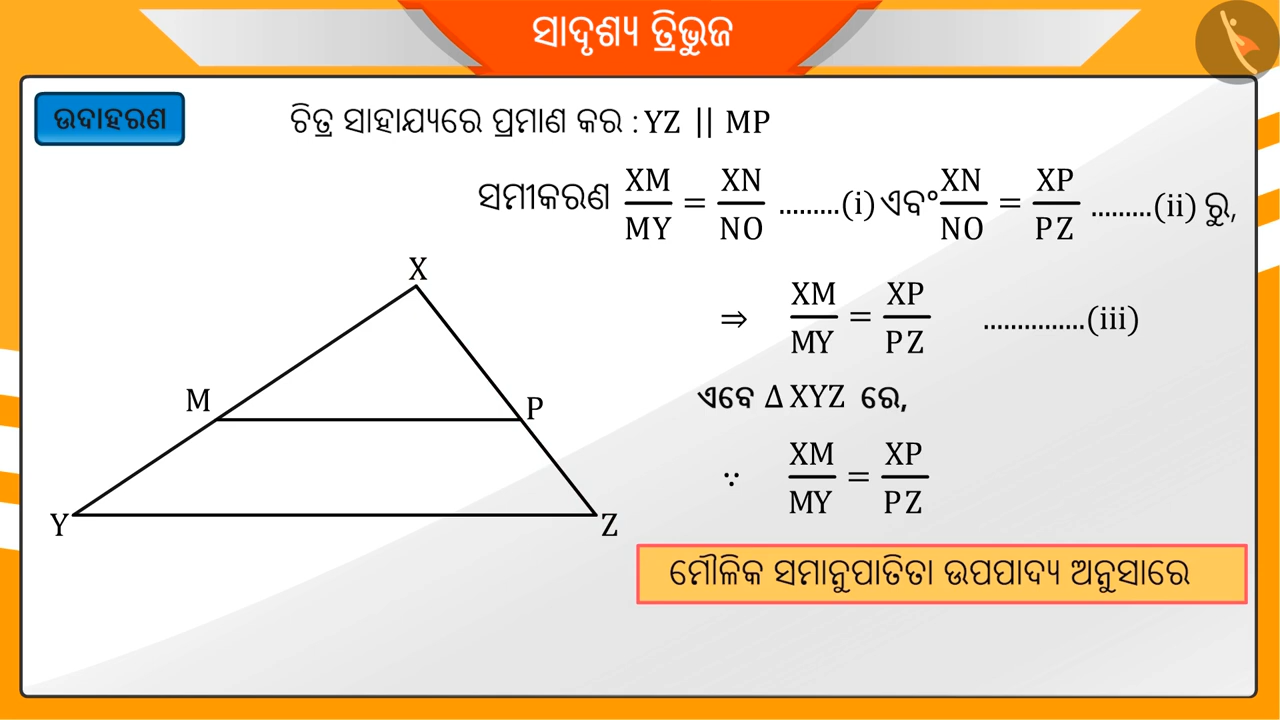 ସାଦୃଶ୍ୟ ତ୍ରିଭୁଜ
ଉଦାହରଣ
ଚିତ୍ର ସାହାଯ୍ୟରେ ପ୍ରମାଣ କର : YZ || MP
ସମୀକରଣ XM/MY = XN/NO .........(i) ଏବଂ XN/NO = XP/PZ .........(ii) ରୁ,
⇒ XM/MY = XP/PZ ...............(iii)
ଏବେ Δ XYZ ରେ,
∵ XM/MY = XP/PZ
ମୌଳିକ ସମାନୁପାତିତା ଉପପାଦ୍ୟ ଅନୁସାରେ
X
M
P
Y
Z